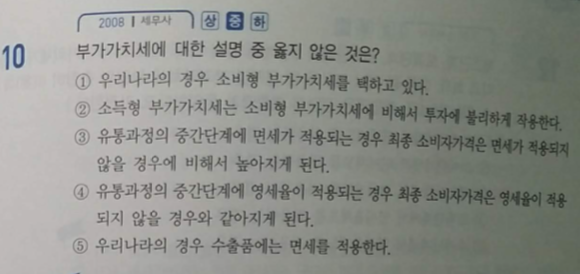 2008 | 세무사 상 중 하
10 부가가치세에 대한 설명 중 옳지 않은 것은?
① 우리나라의 경우 소비형 부가가치세를 택하고 있다.
② 소득형 부가가치세는 소비형 부가가치세에 비해서 투자에 불리하게 작용한다.
③ 유통과정의 중간단계에 면세가 적용되는 경우 최종 소비자가격은 면세가 적용되지
않을 경우에 비해서 높아지게 된다.
④ 유통과정의 중간단계에 영세율이 적용되는 경우 최종 소비자가격은 영세율이 적용
되지 않을 경우와 같아지게 된다.
⑤ 우리나라의 경우 수출품에는 면세를 적용한다.